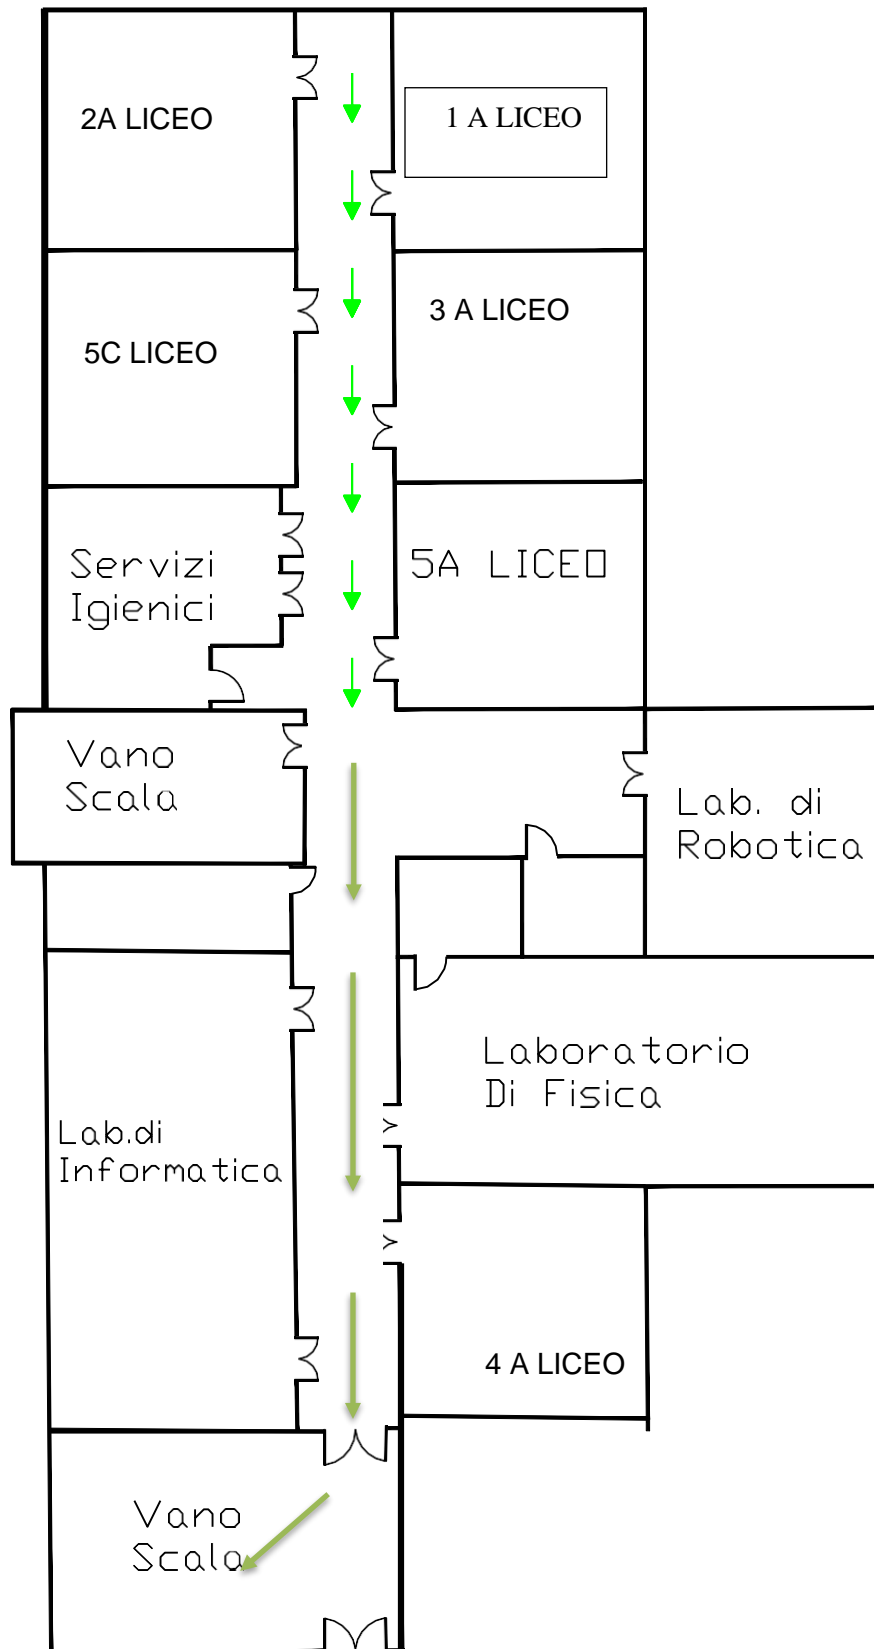 2A LICEO
1 A LICEO
3 A LICEO
5C LICEO
Servizi
Igienici
5A LICEO
Vano
Scala
Lab. di
Robotica
Laboratorio
Di Fisica
Lab.di
Informatica
4 A LICEO
Vano
Scala